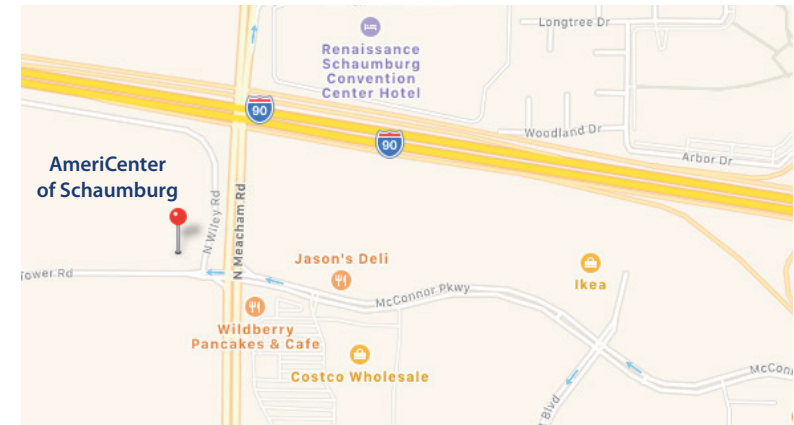 Longtree Dr
Renaissance
Schaumburg
Convention
Center Hotel
90
90
Woodland Dr
Arbor Dr
AmeriCenter
of Schaumburg
N Wiley Rd
N Meacham Rd
Tower Rd
Jason's Deli
Ikea
McConnor Pkwy
Wildberry
Pancakes & Cafe
Costco Wholesale
McConn
Blvd